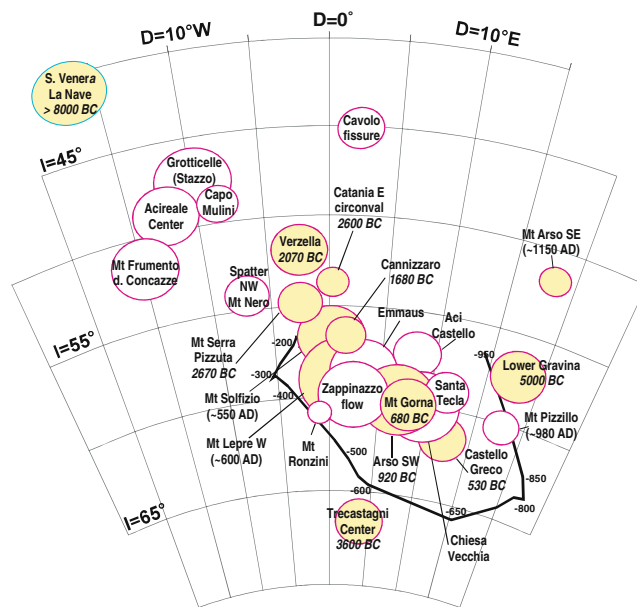 D=0°
D=10°W
D=10°E
S. Venera
La Nave
> 8000 BC
Cavolo
fissure
I=45°
Grotticelle
(Stazzo)
Capo
Mulini
Acireale
Center
Catania E
circonval
2600 BC
Mt Arso SE
(~1150 AD)
Verzella
2070 BC
Mt Frumento
d. Concazze
Spatter
NW
Mt Nero
Cannizzaro
1680 BC
Emmaus
Aci
Castello
I=55°
Mt Serra
Pizzuta
2670 BC
-200
-950
-300
Lower Gravina
5000 BC
Mt Solfizio
(~550 AD)
-400
Zappinazzo
flow
Mt Gorna
680 BC
Santa
Tecla
Mt Pizzillo
(~980 AD)
Mt Lepre W
(~600 AD)
Mt
Ronzini
-500
Arso SW
920 BC
Castello
Greco
530 BC
-600
-850
-800
-650
I=65°
Trecastagni
Center
3600 BC
Chiesa
Vecchia